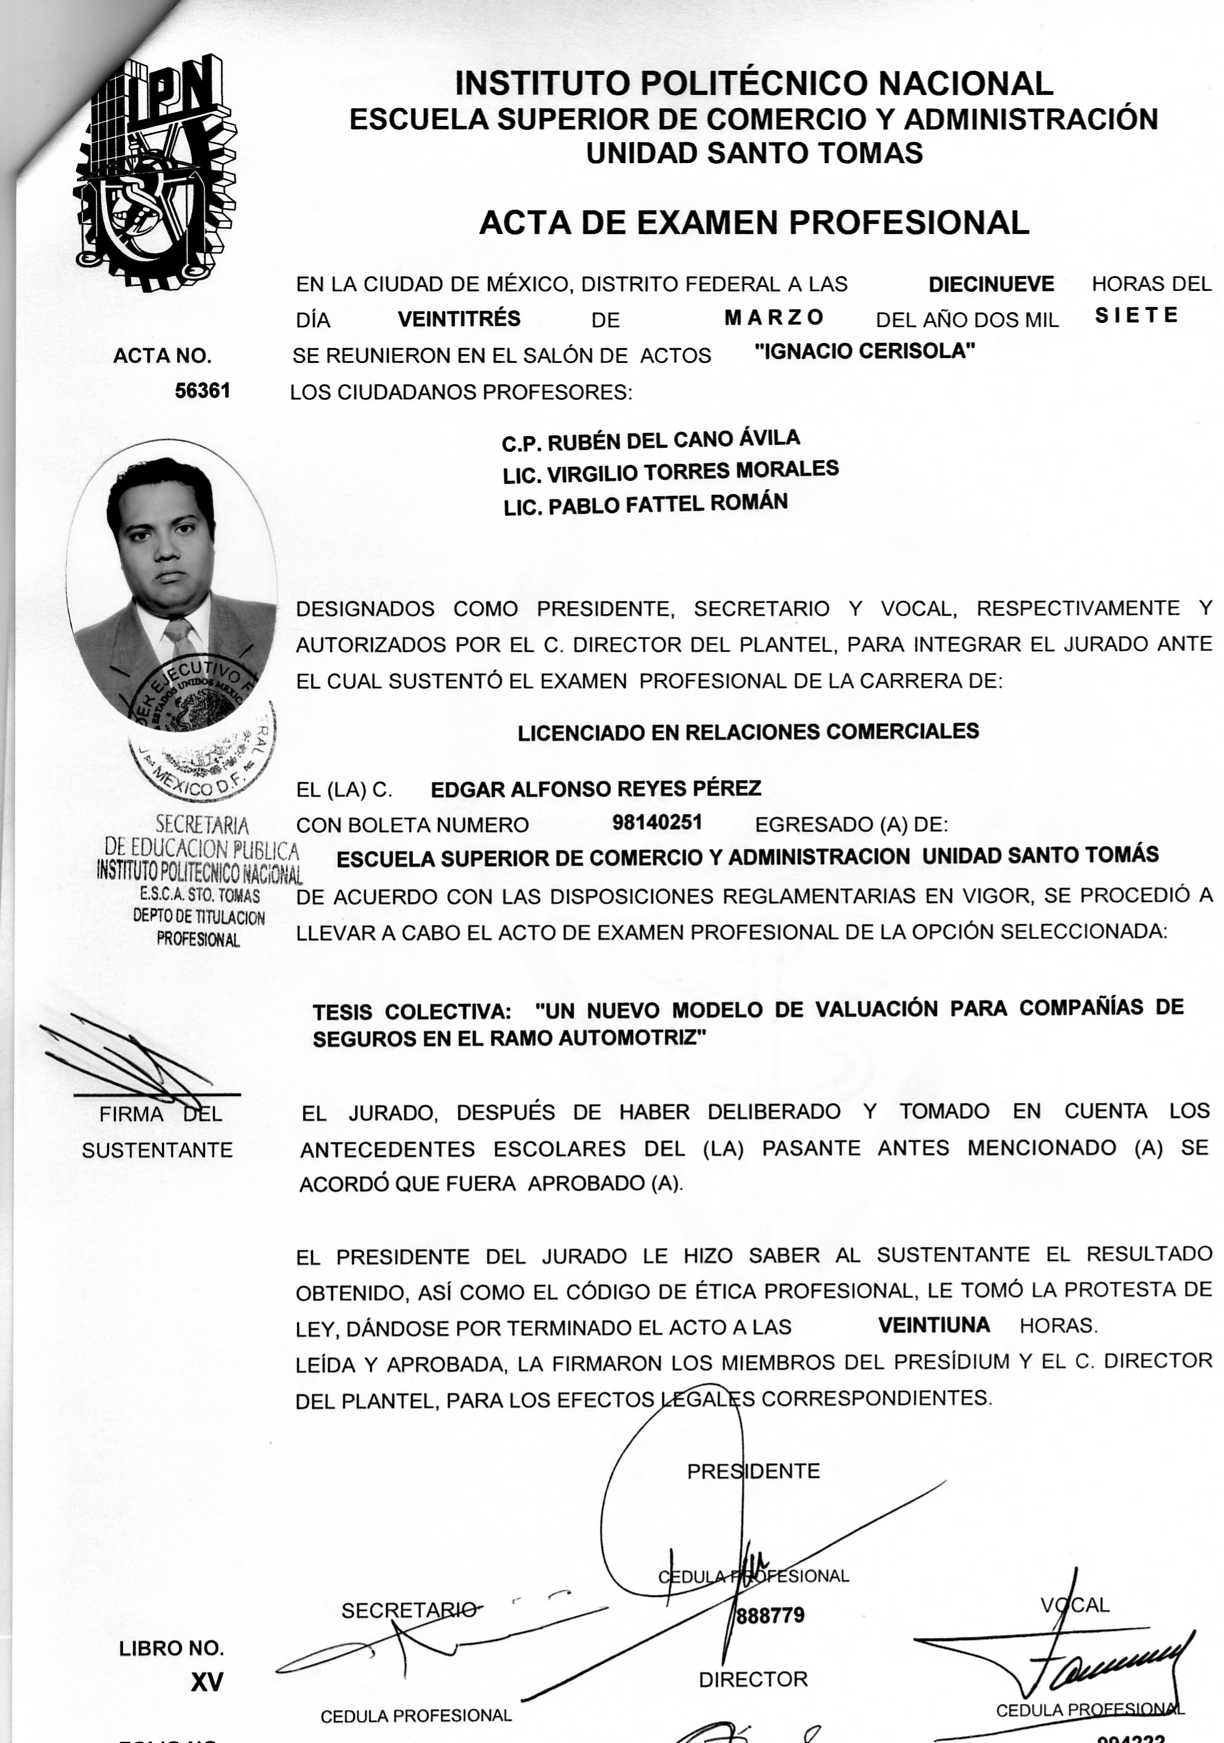 IPN
INSTITUTO POLITÉCNICO NACIONAL
ESCUELA SUPERIOR DE COMERCIO Y ADMINISTRACIÓN
UNIDAD SANTO TOMAS
ACTA DE EXAMEN PROFESIONAL
EN LA CIUDAD DE MÉXICO, DISTRITO FEDERAL A LAS DIECINUEVE HORAS DEL
DÍA VEINTITRÉS DE MARZO DEL AÑO DOS MIL SIETE
ACTA NO. SE REUNIERON EN EL SALÓN DE ACTOS "IGNACIO CERISOLA"
56361 LOS CIUDADANOS PROFESORES:
C.P. RUBÉN DEL CANO ÁVILA
LIC. VIRGILIO TORRES MORALES
LIC. PABLO FATTEL ROMÁN
DESIGNADOS COMO PRESIDENTE, SECRETARIO Y VOCAL, RESPECTIVAMENTE Y
AUTORIZADOS POR EL C. DIRECTOR DEL PLANTEL, PARA INTEGRAR EL JURADO ANTE
EL CUAL SUSTENTÓ EL EXAMEN PROFESIONAL DE LA CARRERA DE:
LICENCIADO EN RELACIONES COMERCIALES
EJECUTIVO
ESTADOS UNIDOS
MEXICO D.F.
EL (LA) C. EDGAR ALFONSO REYES PÉREZ
CON BOLETA NUMERO 98140251 EGRESADO (A) DE:
ESCUELA SUPERIOR DE COMERCIO Y ADMINISTRACION UNIDAD SANTO TOMÁS
DE ACUERDO CON LAS DISPOSICIONES REGLAMENTARIAS EN VIGOR, SE PROCEDIÓ A
LLEVAR A CABO EL ACTO DE EXAMEN PROFESIONAL DE LA OPCIÓN SELECCIONADA:
SECRETARIA
DE EDUCACION PUBLICA
INSTITUTO POLITECNICO NACIONAL
E.S.C.A. STO. TOMAS
DEPTO DE TITULACION
PROFESIONAL
TESIS COLECTIVA: "UN NUEVO MODELO DE VALUACIÓN PARA COMPAÑÍAS DE
SEGUROS EN EL RAMO AUTOMOTRIZ"
FIRMA DEL
SUSTENTANTE
EL JURADO, DESPUÉS DE HABER DELIBERADO Y TOMADO EN CUENTA LOS
ANTECEDENTES ESCOLARES DEL (LA) PASANTE ANTES MENCIONADO (A) SE
ACORDÓ QUE FUERA APROBADO (A).
EL PRESIDENTE DEL JURADO LE HIZO SABER AL SUSTENTANTE EL RESULTADO
OBTENIDO, ASÍ COMO EL CÓDIGO DE ÉTICA PROFESIONAL, LE TOMÓ LA PROTESTA DE
LEY, DÁNDOSE POR TERMINADO EL ACTO A LAS VEINTIUNA HORAS.
LEÍDA Y APROBADA, LA FIRMARON LOS MIEMBROS DEL PRESÍDIUM Y EL C. DIRECTOR
DEL PLANTEL, PARA LOS EFECTOS LEGALES CORRESPONDIENTES.
PRESIDENTE
CEDULA PROFESIONAL
888779
SECRETARIO
VOCAL
LIBRO NO.
XV
DIRECTOR
CEDULA PROFESIONAL
CEDULA PROFESIONAL